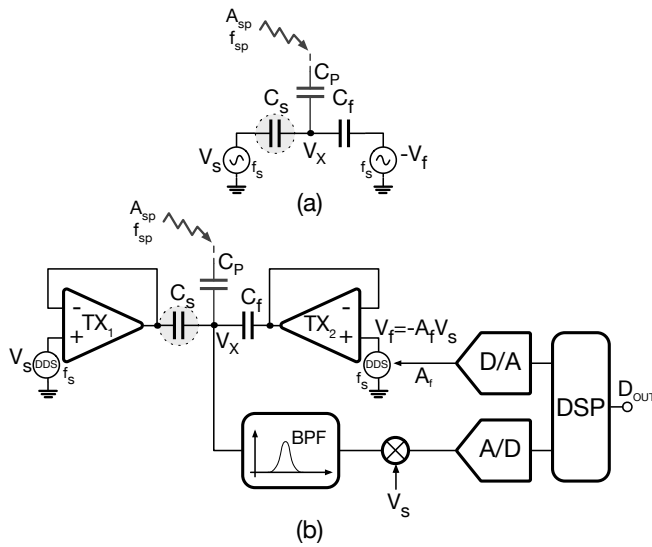 A_sp
f_sp
C_P
C_s
C_f
V_s
f_s
V_X
f_s
-V_f
(a)
A_sp
f_sp
C_P
C_s
C_f
-
TX_1
+
-
TX_2
+
V_f=-A_fV_s
V_s
DDS
f_s
V_X
DDS
f_s
A_f
D/A
DSP
D_OUT
BPF
A/D
V_s
(b)